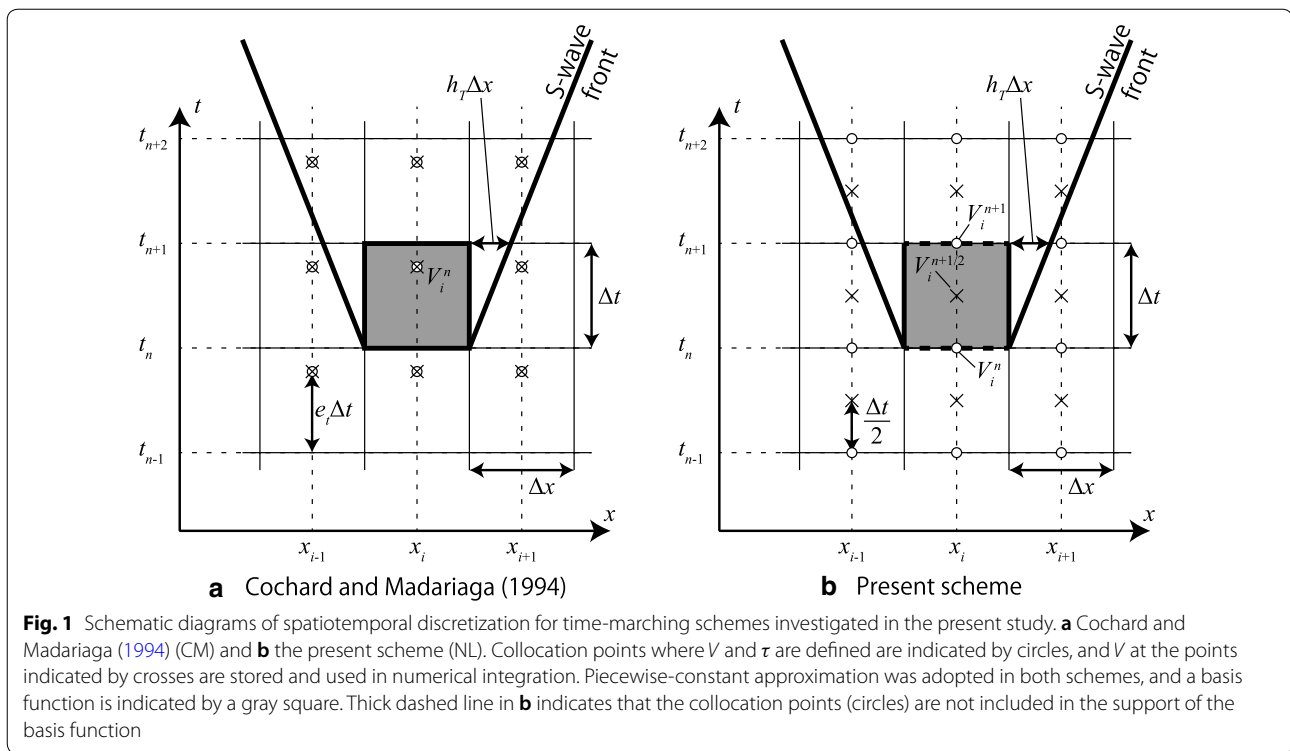 S-wave
front
h_TΔx
t
t_{n+2}
t_{n+1}
V_i^n
Δt
t_n
e_tΔt
t_{n-1}
Δx
x
x_{i-1} x_i x_{i+1}
a Cochard and Madariaga (1994)
S-wave
front
h_TΔx
t
t_{n+2}
V_i^{n+1}
t_{n+1}
V_i^{n+1/2}
Δt
t_n
V_i^n
Δt/2
t_{n-1}
Δx
x
x_{i-1} x_i x_{i+1}
b Present scheme
Fig. 1 Schematic diagrams of spatiotemporal discretization for time-marching schemes investigated in the present study. a Cochard and
Madariaga (1994) (CM) and b the present scheme (NL). Collocation points where V and τ are defined are indicated by circles, and V at the points
indicated by crosses are stored and used in numerical integration. Piecewise-constant approximation was adopted in both schemes, and a basis
function is indicated by a gray square. Thick dashed line in b indicates that the collocation points (circles) are not included in the support of the
basis function